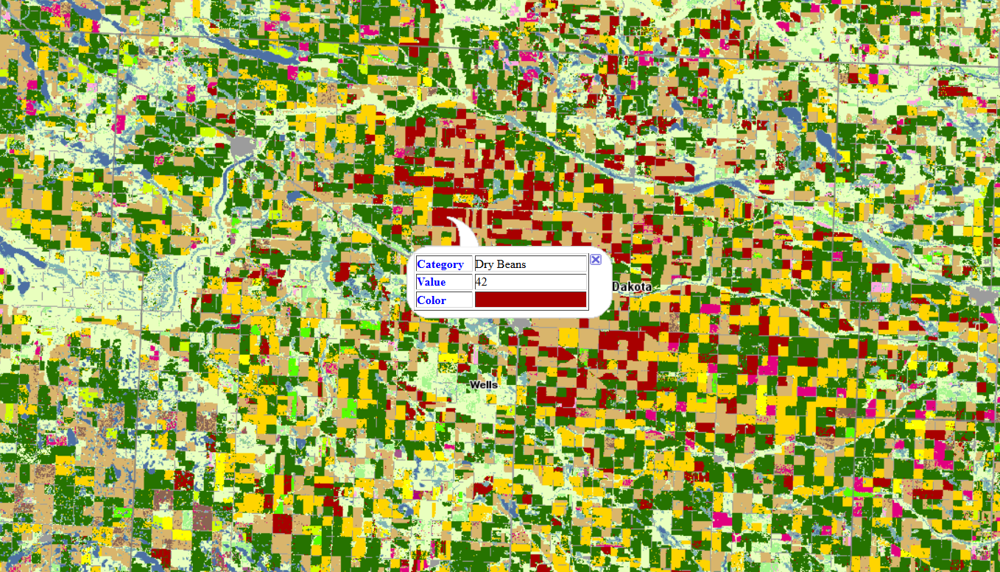 Category Dry Beans
Value 42
Color
Dakota
Wells